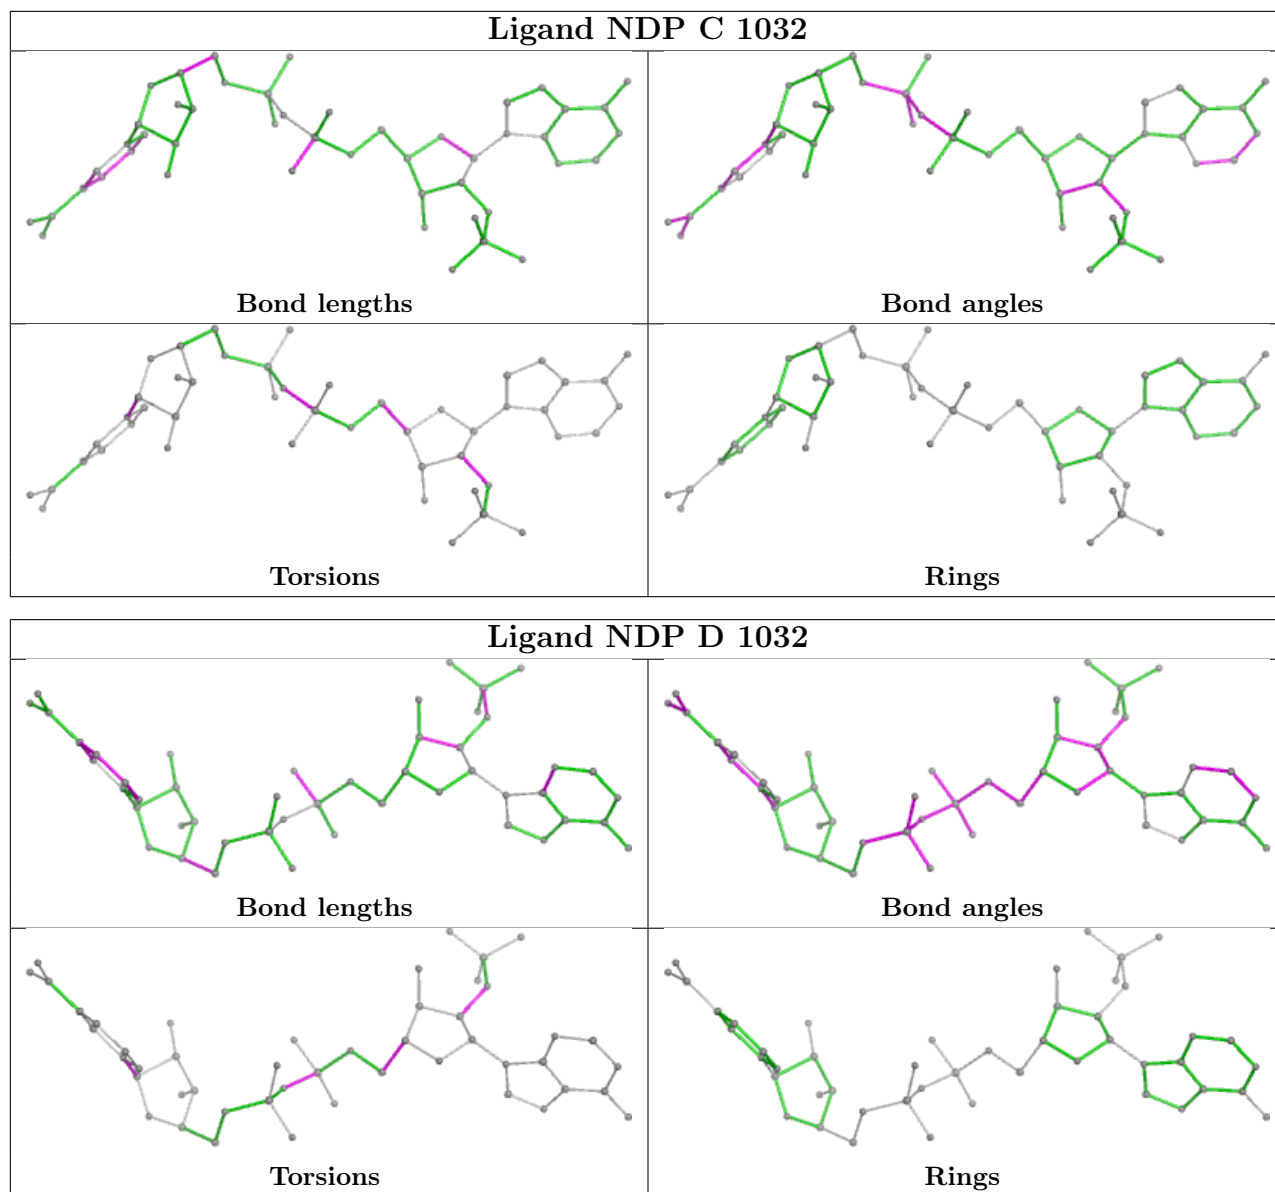 Ligand NDP C 1032
Bond lengths
Bond angles
Torsions
Rings
Ligand NDP D 1032
Bond lengths
Bond angles
Torsions
Rings